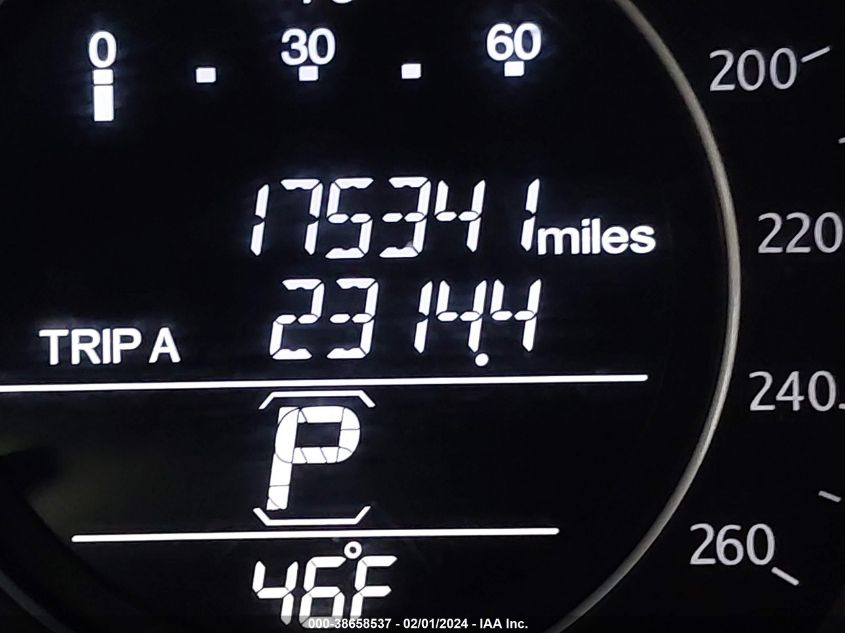 0 30 60
200
175341 miles
220
TRIP A 2314.4
240
P
260
46°F
000-38658537 - 02/01/2024 - IAA Inc.